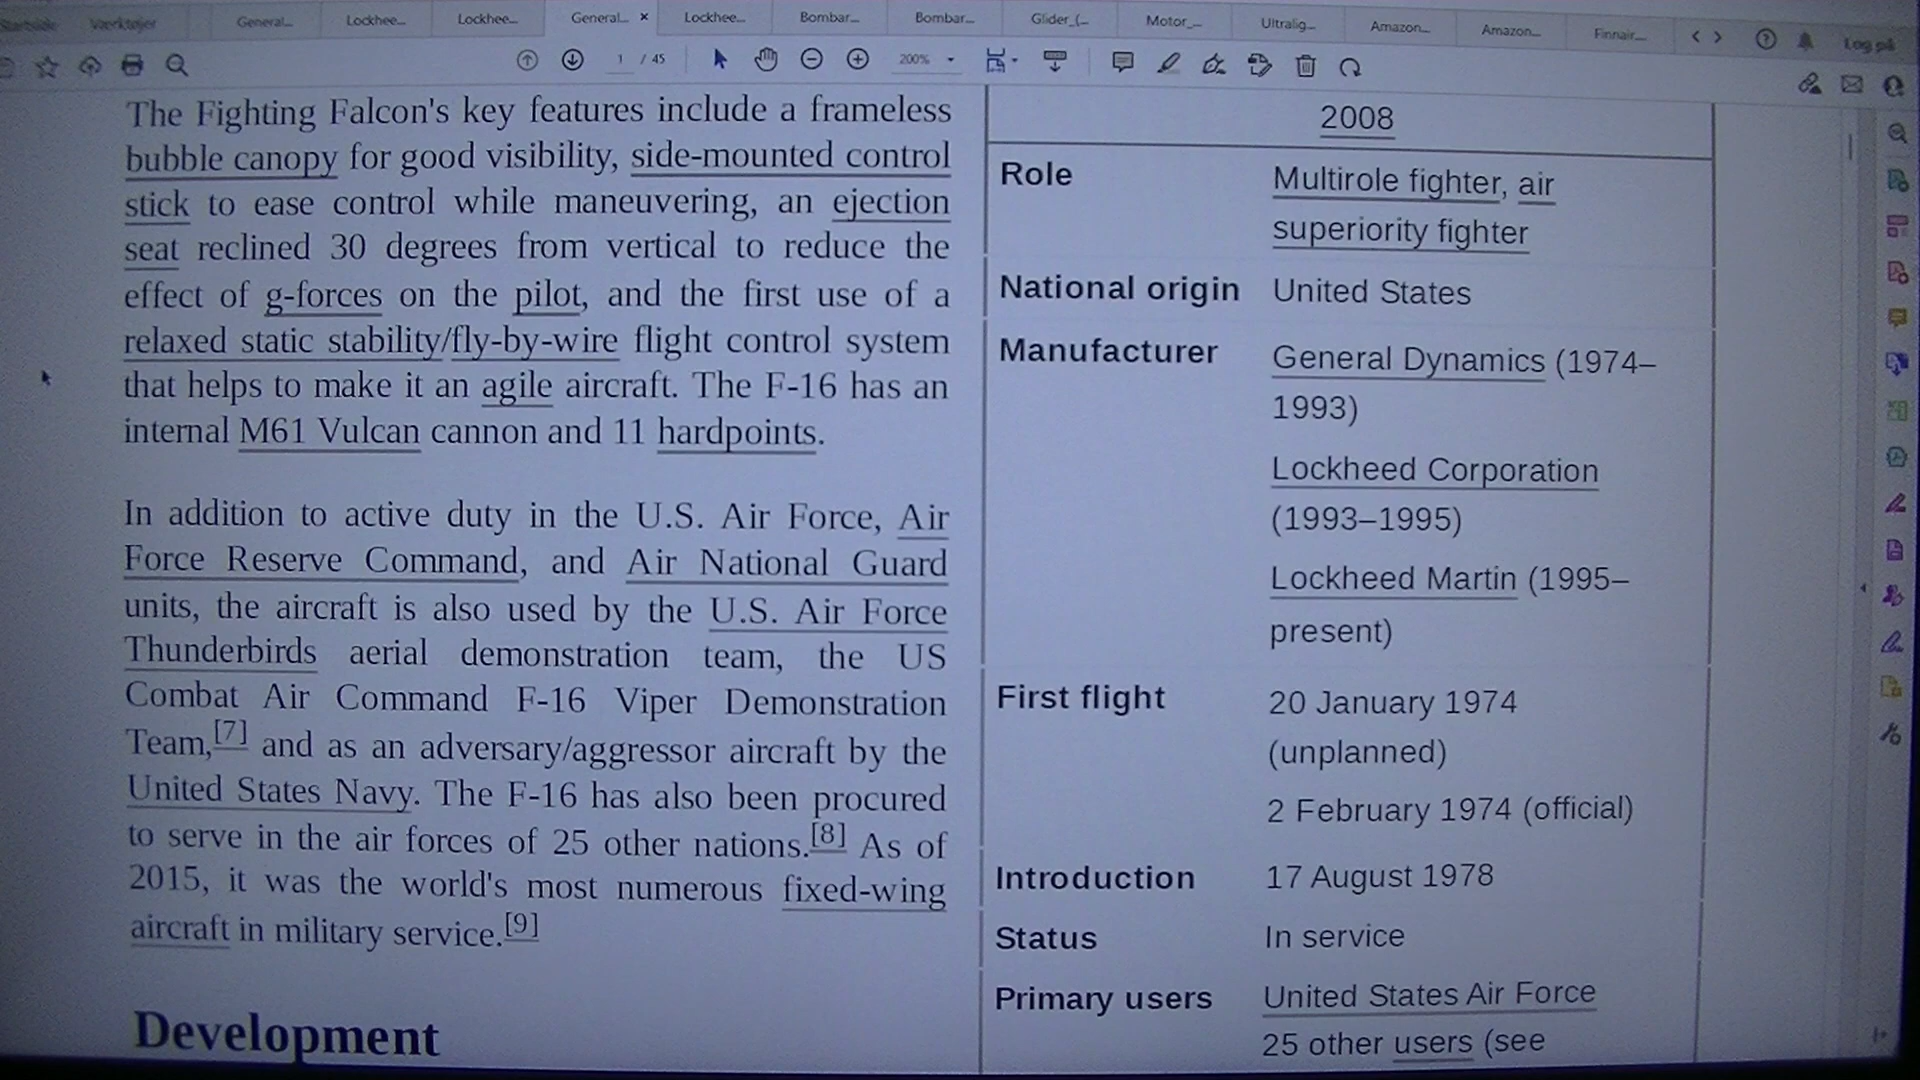 Startside
Værktøjer
General...
Lockhee...
Lockhee...
General...
Lockhee...
Bombar...
Bombar...
Glider_(-...
Motor_-...
Ultralig...
Amazon...
Amazon...
Finnair_...
Log på
1 / 45
200%
The Fighting Falcon's key features include a frameless
bubble canopy for good visibility, side-mounted control
stick to ease control while maneuvering, an ejection
seat reclined 30 degrees from vertical to reduce the
effect of g-forces on the pilot, and the first use of a
relaxed static stability/fly-by-wire flight control system
that helps to make it an agile aircraft. The F-16 has an
internal M61 Vulcan cannon and 11 hardpoints.
In addition to active duty in the U.S. Air Force, Air
Force Reserve Command, and Air National Guard
units, the aircraft is also used by the U.S. Air Force
Thunderbirds aerial demonstration team, the US
Combat Air Command F-16 Viper Demonstration
Team,[7] and as an adversary/aggressor aircraft by the
United States Navy. The F-16 has also been procured
to serve in the air forces of 25 other nations.[8] As of
2015, it was the world's most numerous fixed-wing
aircraft in military service.[9]
Development
2008
Role
Multirole fighter, air
superiority fighter
National origin
United States
Manufacturer
General Dynamics (1974–
1993)
Lockheed Corporation
(1993–1995)
Lockheed Martin (1995–
present)
First flight
20 January 1974
(unplanned)
2 February 1974 (official)
Introduction
17 August 1978
Status
In service
Primary users
United States Air Force
25 other users (see